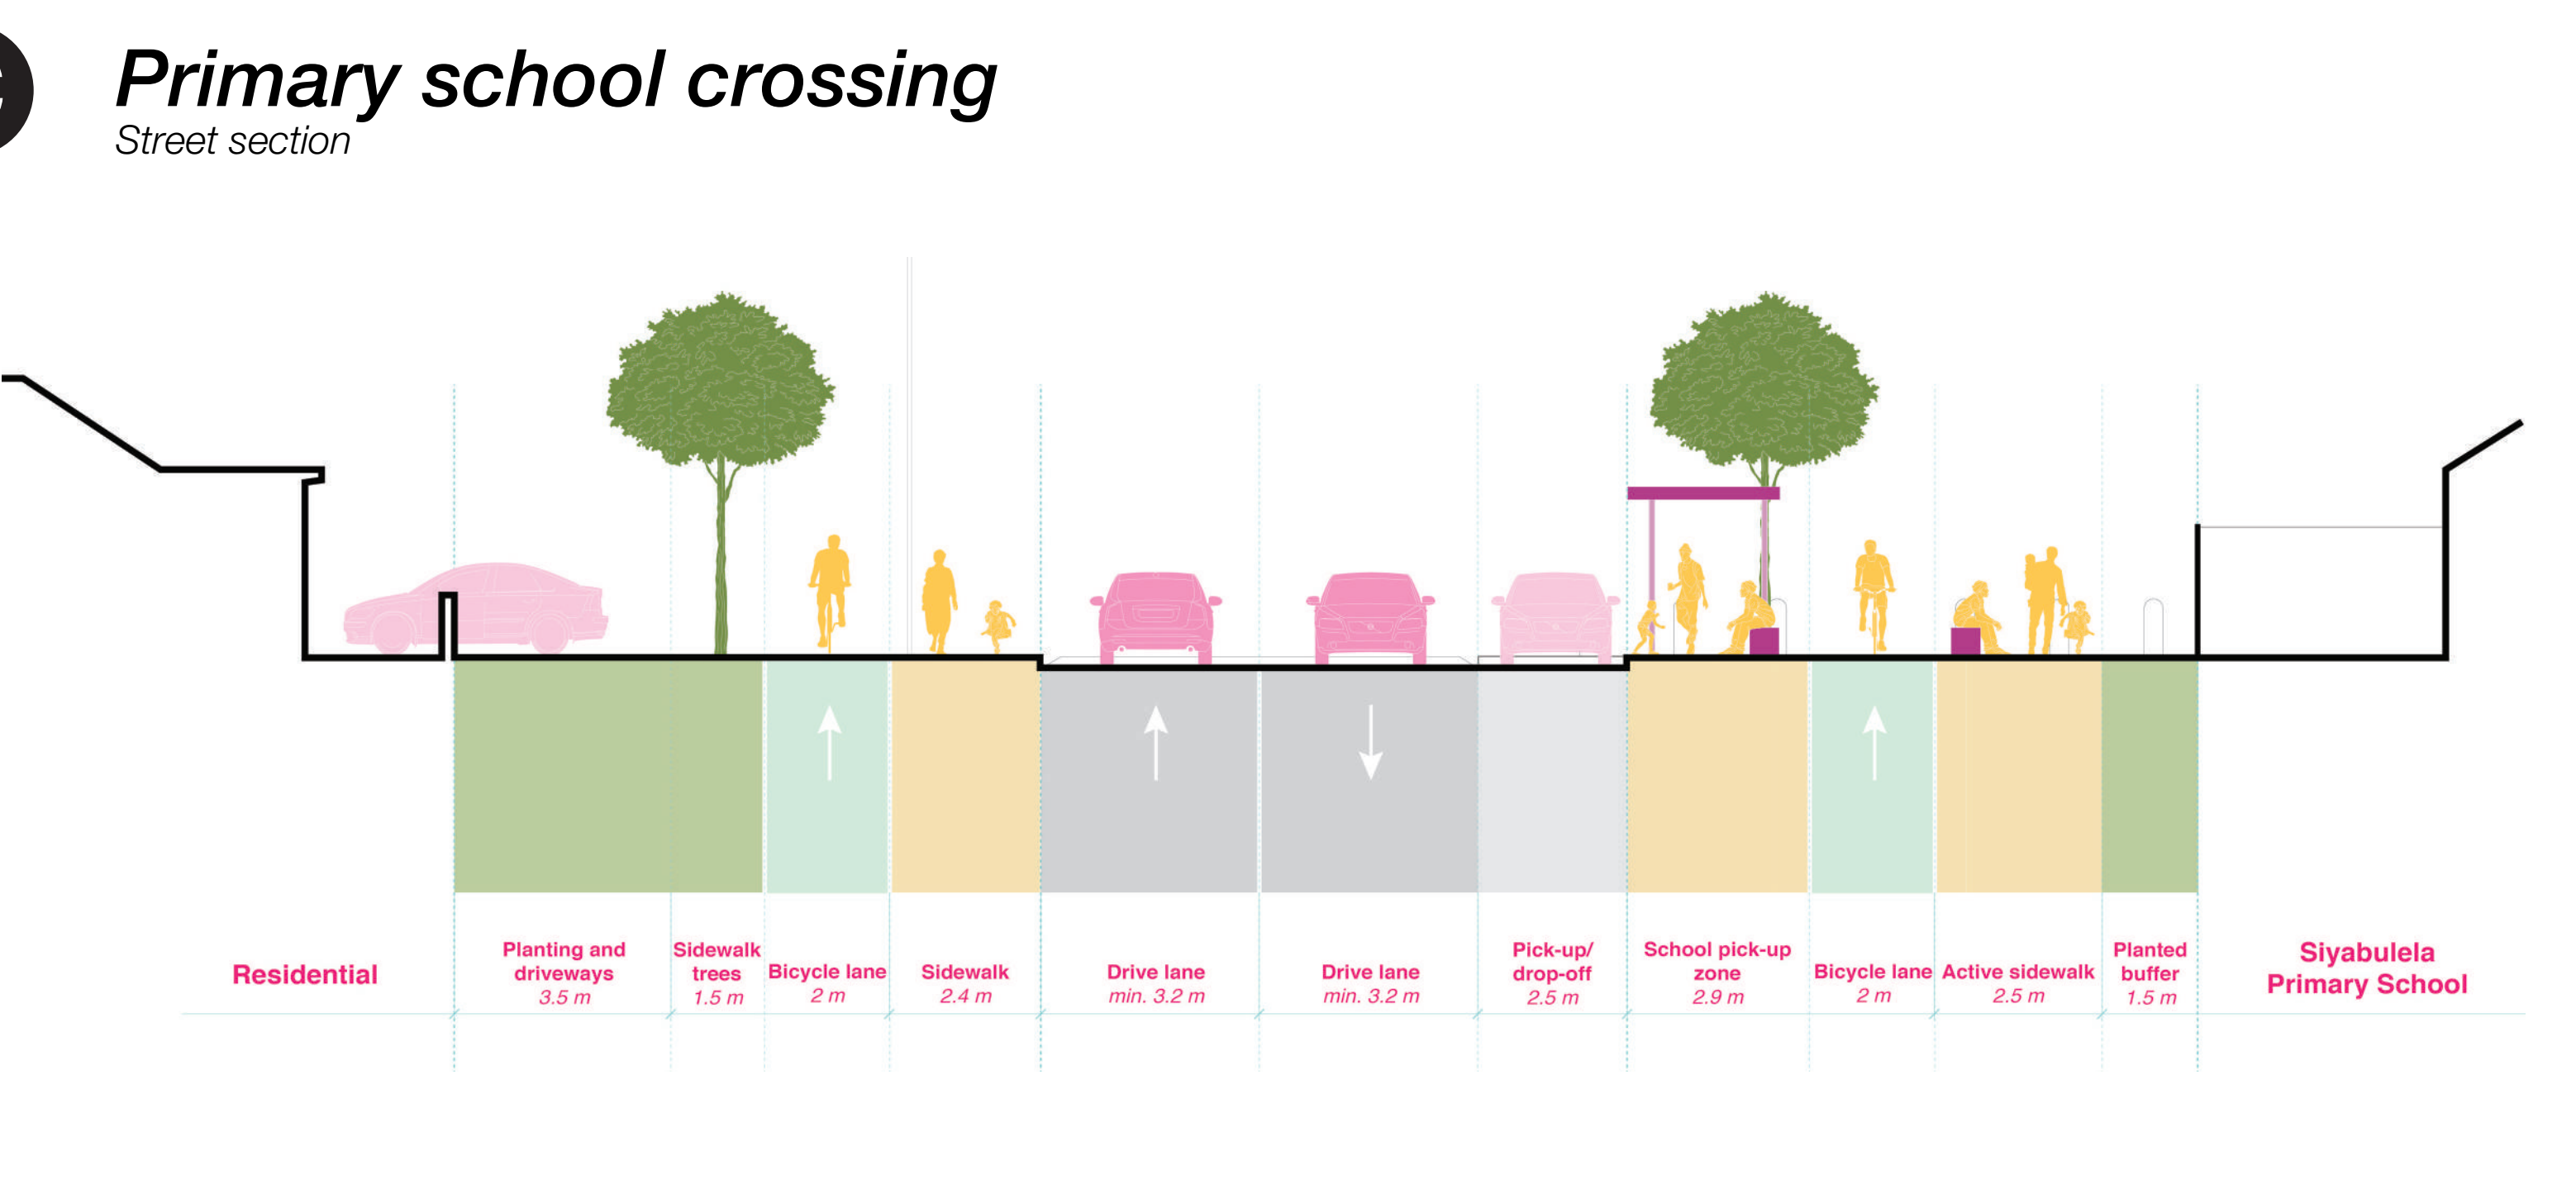 Primary school crossing
Street section
Residential
Planting and
driveways
3.5 m
Sidewalk
trees
1.5 m
Bicycle lane
2 m
Sidewalk
2.4 m
Drive lane
min. 3.2 m
Drive lane
min. 3.2 m
Pick-up/
drop-off
2.5 m
School pick-up
zone
2.9 m
Bicycle lane
2 m
Active sidewalk
2.5 m
Planted
buffer
1.5 m
Siyabulela
Primary School